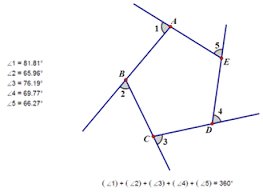 ∠1 = 81.81°
∠2 = 65.96°
∠3 = 76.19°
∠4 = 69.77°
∠5 = 66.27°
1
A
5
E
B
2
4
D
C
3
(∠1) + (∠2) + (∠3) + (∠4) + (∠5) = 360°